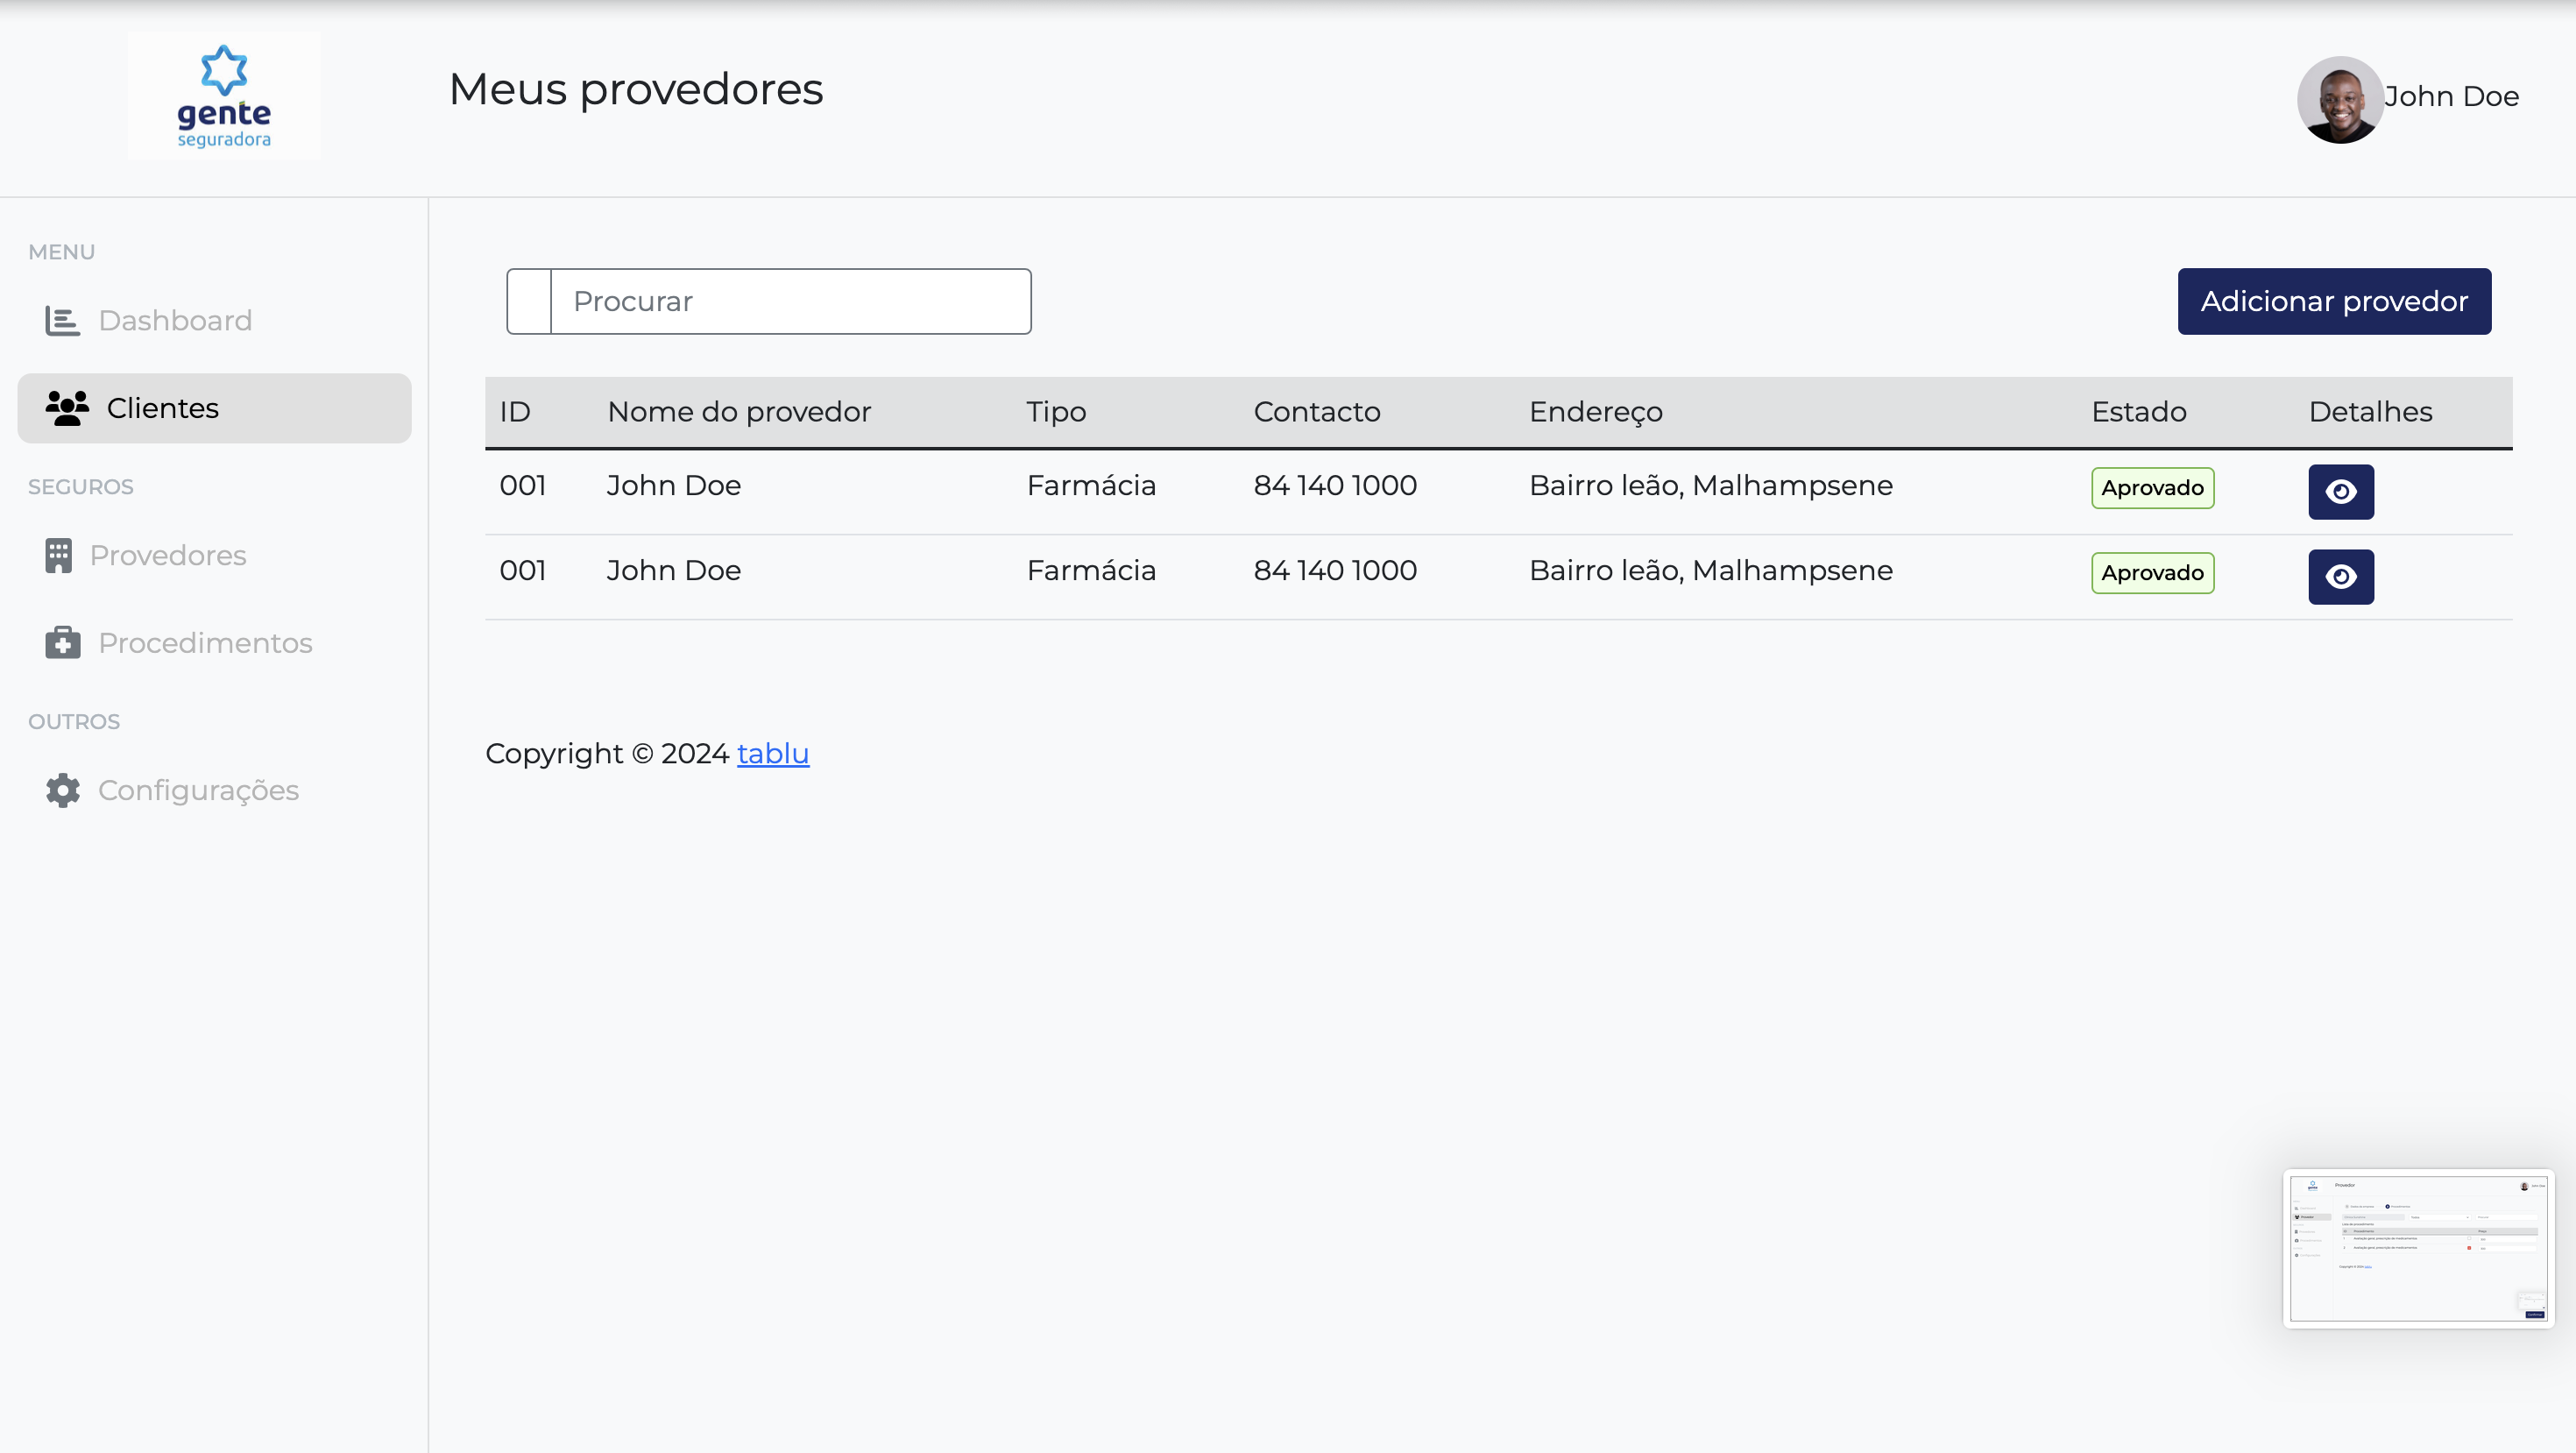 gente
seguradora
Meus provedores
John Doe
MENU
Dashboard
Clientes
SEGUROS
Provedores
Procedimentos
OUTROS
Configurações
Procurar
Adicionar provedor
ID Nome do provedor Tipo Contacto Endereço Estado Detalhes
001 John Doe Farmácia 84 140 1000 Bairro leão, Malhampsene Aprovado
001 John Doe Farmácia 84 140 1000 Bairro leão, Malhampsene Aprovado
Copyright © 2024 tablu
Provedor